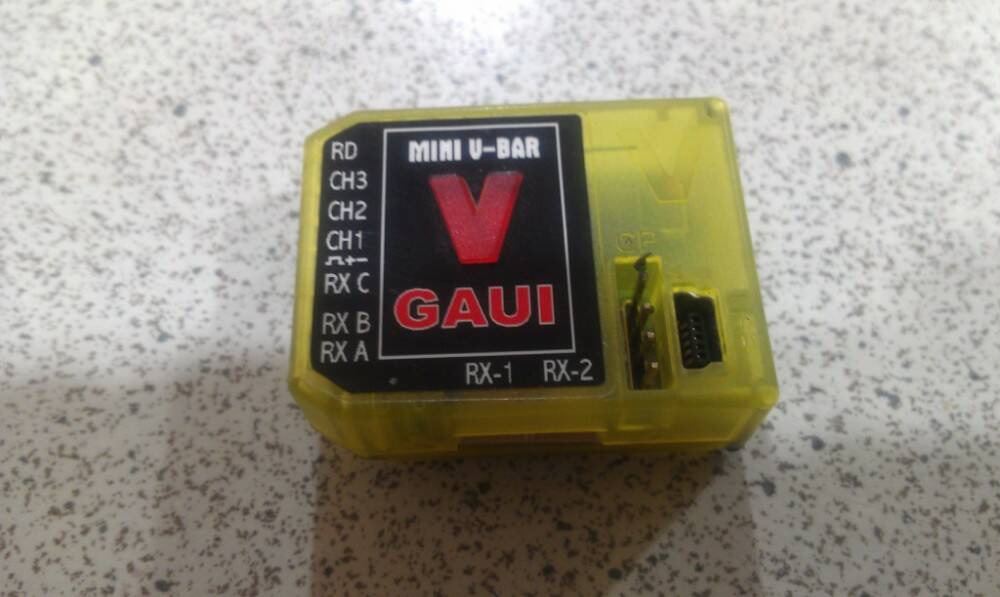 MINI V-BAR
V
GAUI
RD
CH3
CH2
CH1
RX C
RX B
RX A
RX-1 RX-2
V